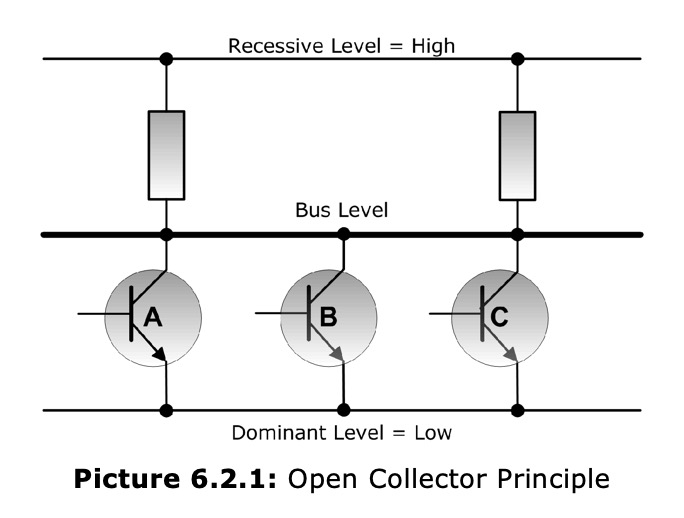 Recessive Level = High
Bus Level
A B C
Dominant Level = Low
Picture 6.2.1: Open Collector Principle